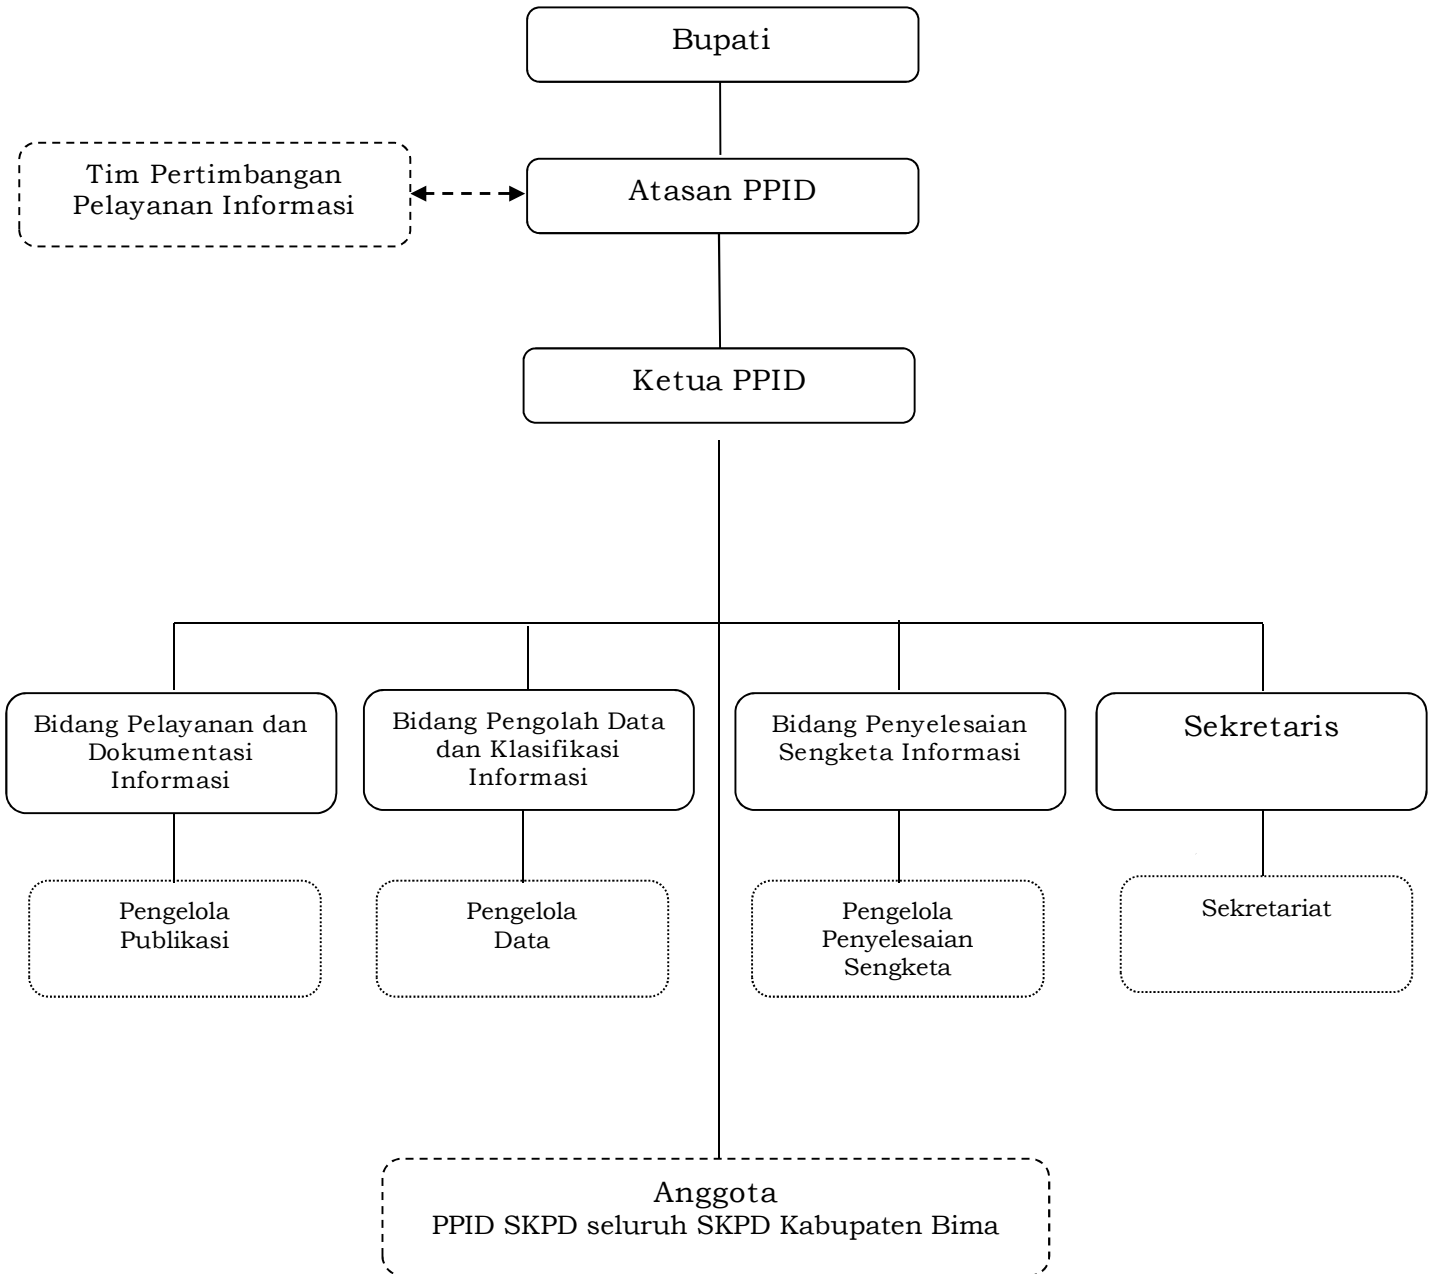 Bupati
Tim Pertimbangan
Pelayanan Informasi
Atasan PPID
Ketua PPID
Bidang Pelayanan dan
Dokumentasi
Informasi
Bidang Pengolah Data
dan Klasifikasi
Informasi
Bidang Penyelesaian
Sengketa Informasi
Sekretaris
Pengelola
Publikasi
Pengelola
Data
Pengelola
Penyelesaian
Sengketa
Sekretariat
Anggota
PPID SKPD seluruh SKPD Kabupaten Bima